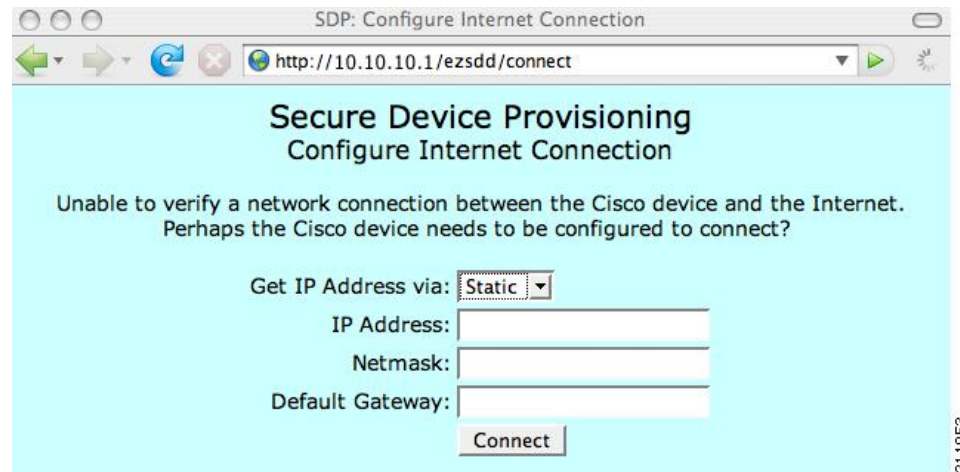 SDP: Configure Internet Connection
http://10.10.10.1/ezsdd/connect
Secure Device Provisioning
Configure Internet Connection
Unable to verify a network connection between the Cisco device and the Internet.
Perhaps the Cisco device needs to be configured to connect?
Get IP Address via: Static
IP Address:
Netmask:
Default Gateway:
Connect